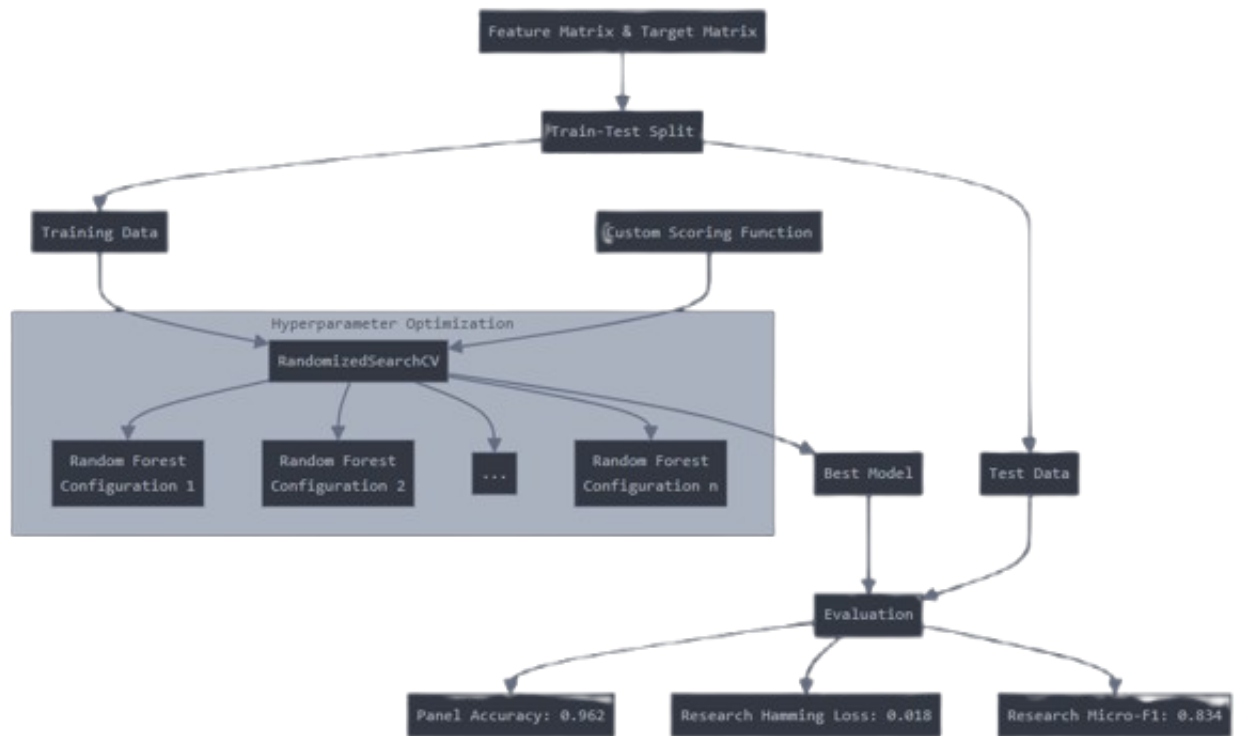 Feature Matrix & Target Matrix
Train-Test Split
Training Data
Custom Scoring Function
Hyperparameter Optimization
RandomizedSearchCV
Random Forest
Configuration 1
Random Forest
Configuration 2
...
Random Forest
Configuration n
Best Model
Test Data
Evaluation
Panel Accuracy: 0.962
Research Hamming Loss: 0.018
Research Micro-F1: 0.834